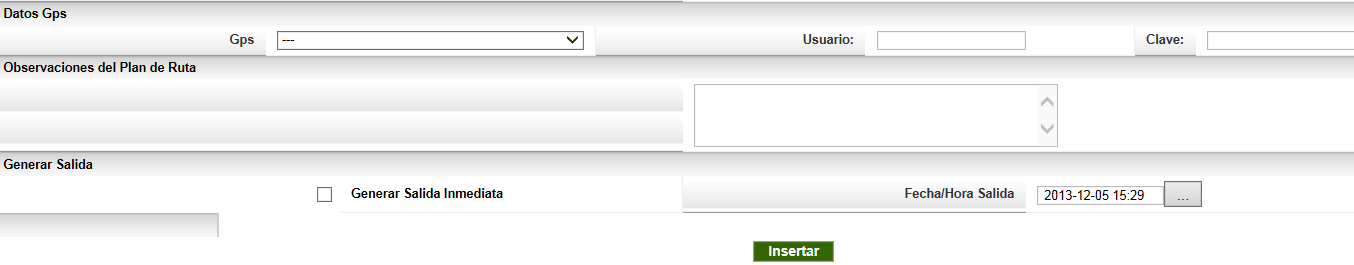 Datos Gps
Gps --- Usuario: Clave:
Observaciones del Plan de Ruta
Generar Salida
Generar Salida Inmediata Fecha/Hora Salida 2013-12-05 15:29 ...
Insertar